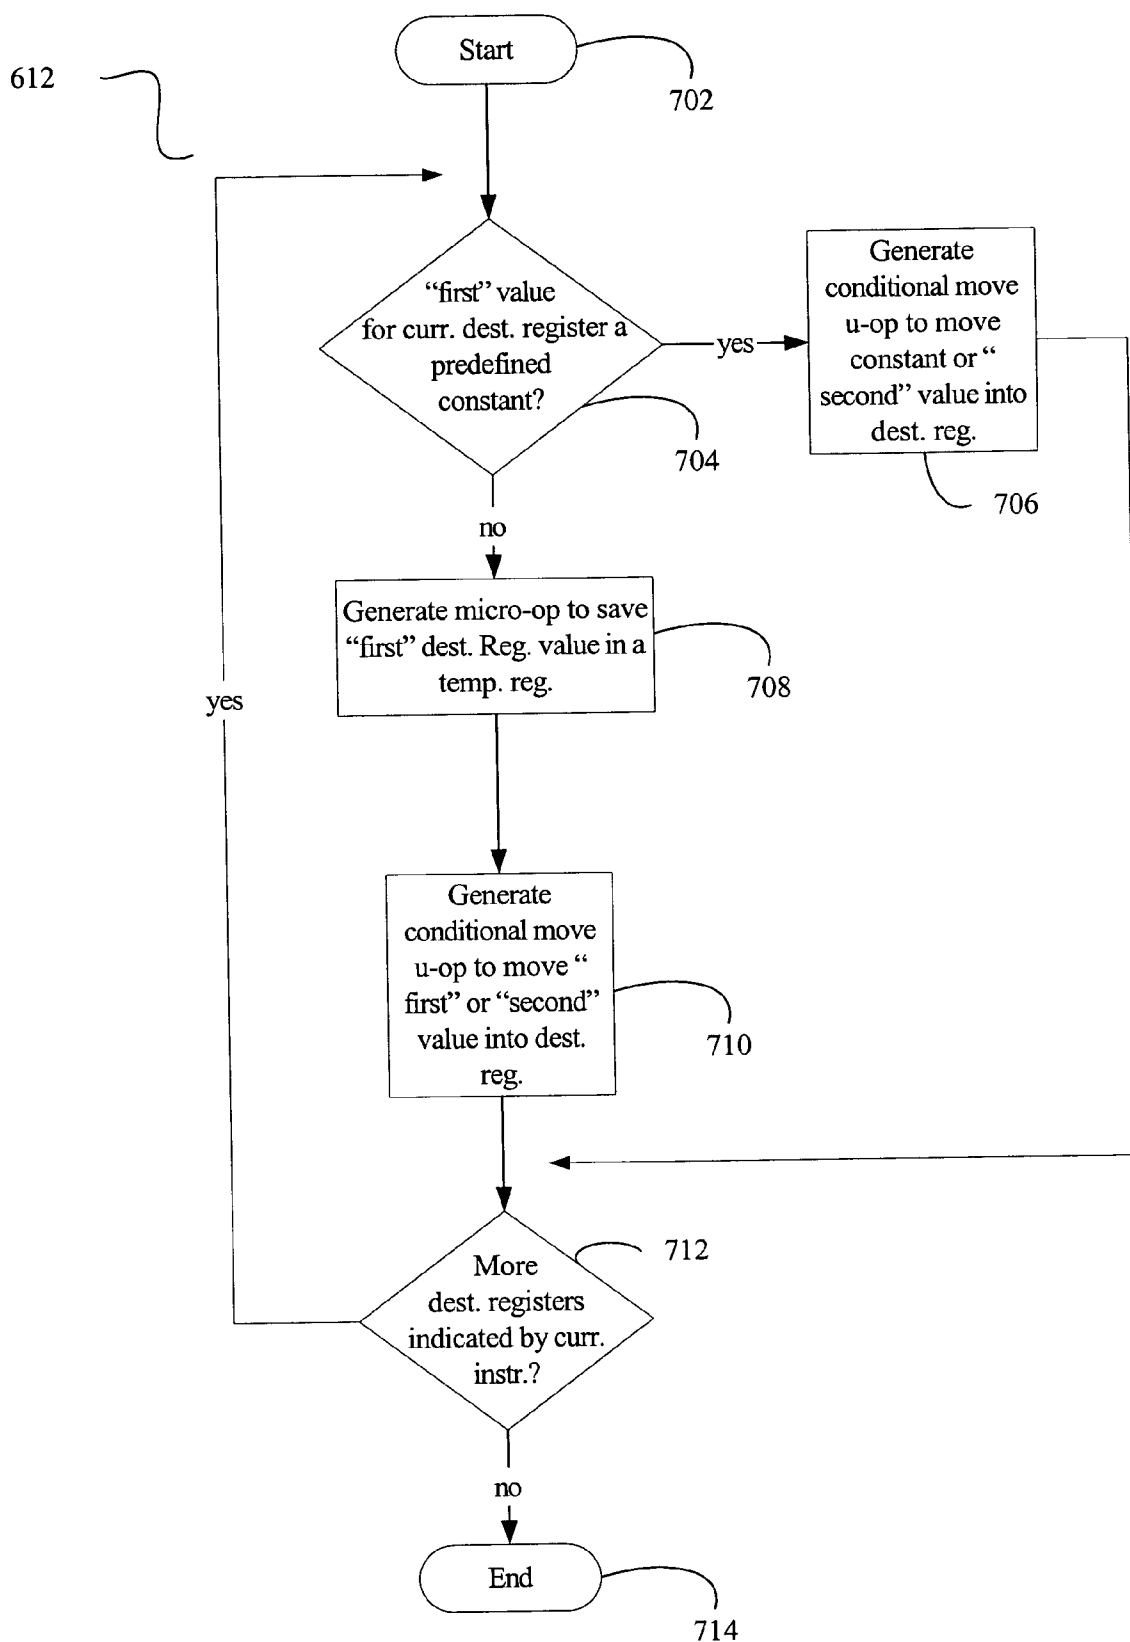 Start
702
612
“first” value
for curr. dest. register a
predefined
constant?
704
yes
Generate
conditional move
u-op to move
constant or “
second” value into
dest. reg.
706
no
Generate micro-op to save
“first” dest. Reg. value in a
temp. reg.
708
yes
Generate
conditional move
u-op to move “
first” or “second”
value into dest.
reg.
710
More
dest. registers
indicated by curr.
instr.?
712
no
End
714